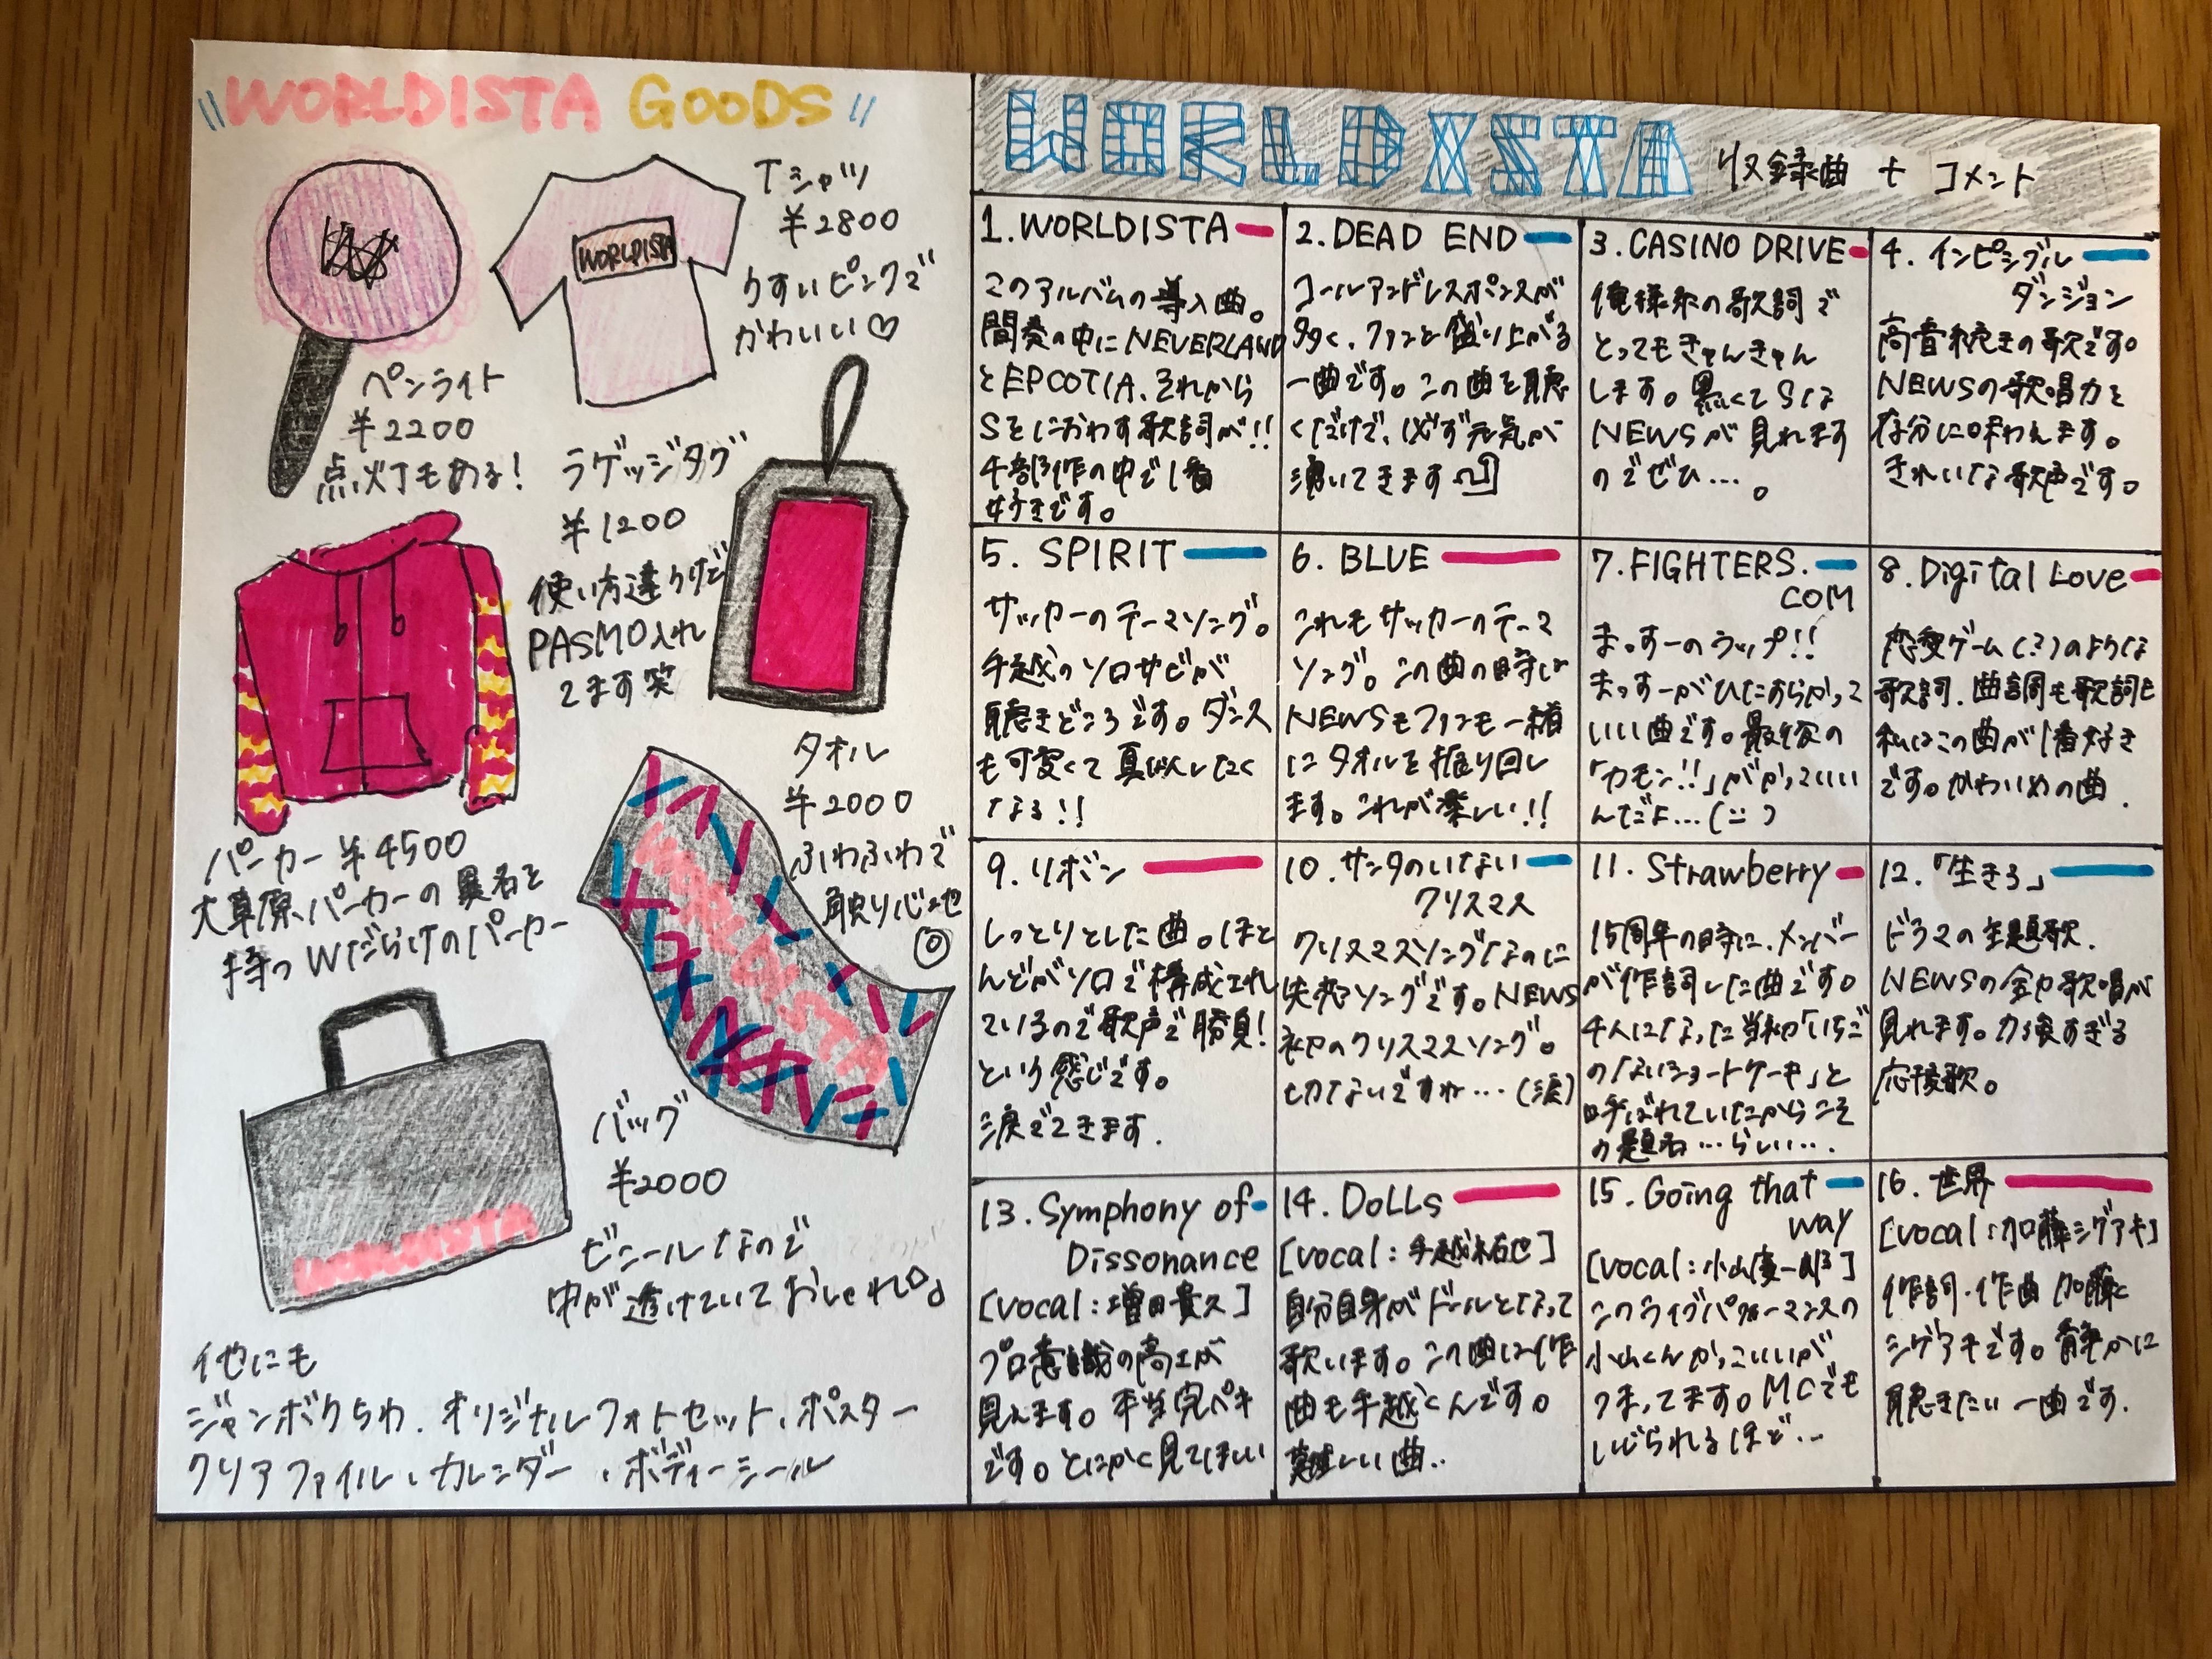 WORLDISTA GOODS
W
WORLDISTA
Tシャツ
¥2800
うすいピンクで
かわいい♡
ペンライト
¥2200
点灯もある!
ラゲッジタグ
¥1200
使い方違うけど
PASMO入れ
てます笑
パーカー ¥4500
大草原パーカーの異名を
持つWだらけのパーカー
タオル
¥2000
ふわふわで
触り心地
◎
WORLDISTA
バッグ
¥2000
ビニールなので
中が透けていておしゃれ。
WORLDISTA
他にも
ジャンボうちわ、オリジナルフォトセット、ポスター
クリアファイル、カレンダー、ボディーシール
WORLDISTA 収録曲 + コメント
1.WORLDISTA
このアルバムの導入曲。
間奏の中にNEVERLAND
とEPCOTIA、それから
Sをにおわす歌詞が!!
4部作の中で1番
好きです。
2.DEAD END
コールアンドレスポンスが
多く、ファンと盛り上がる
一曲です。この曲を聴
くだけで、必ず元気が
湧いてきます
3.CASINO DRIVE
俺様系の歌詞で
とってもきゅんきゅん
します。黒くてSな
NEWSが見れます
のでぜひ…。
4.インビジブル
ダンジョン
高音続きの歌です。
NEWSの歌唱力を
存分に味わえます。
きれいな歌声です。
5. SPIRIT
サッカーのテーマソング。
手越のソロサビが
聴きどころです。ダンス
も可愛くて真似したく
なる!!
6. BLUE
これもサッカーのテーマ
ソング。この曲の時は
NEWSもファンも一緒
にタオルを振り回し
ます。これが楽しい!!
7.FIGHTERS.
COM
まっすーのラップ!!
まっすーがひたすらかっこ
いい曲です。最後の
「カモン!!」がかっこいい
んだよ…
8.Digital Love
恋愛ゲーム(?)のような
歌詞。曲調も歌詞も
私はこの曲が1番好き
です。かわいめの曲.
9. リボン
しっとりとした曲。ほと
んどがソロで構成され
ているので歌声で勝負!
という感じです。
涙でてきます.
10. サンタのいない
クリスマス
クリスマスソングなのに
失恋ソングです。NEWS
初のクリスマスソング。
切ないですね…(涙)
11. Strawberry
15周年の時に、メンバー
が作詞した曲です。
4人になった当初「いちご
のないショートケーキ」と
呼ばれていたからこそ
の題名…らしい….
12.「生きろ」
ドラマの主題歌.
NEWSの全力歌唱が
見れます。力強すぎる
応援歌。
13. Symphony of
Dissonance
[vocal:増田貴久]
プロ意識の高さが
見えます。本当完ペキ
です。とにかく見てほしい
14. DOLLS
[vocal:手越祐也]
自分自身がドールとなって
歌います。この曲は作
曲も手越くんです。
難しい曲..
15. Going that
way
[vocal:小山慶一郎]
このライブパフォーマンスの
小山くんかっこいいが
つまってます。MCでも
いじられるほど…
16. 世界
[vocal:加藤シゲアキ]
作詞・作曲 加藤
シゲアキです。静かに
聴きたい一曲です.